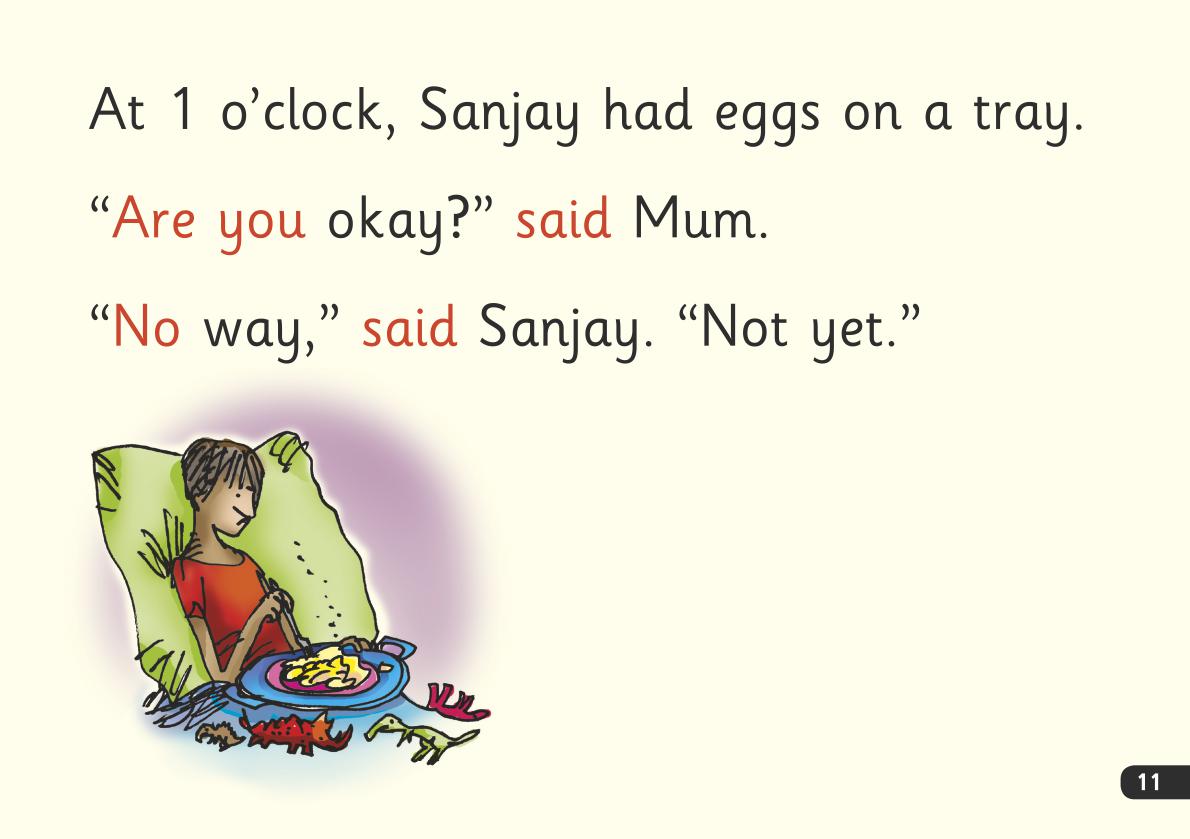 At 1 o’clock, Sanjay had eggs on a tray.
“Are you okay?” said Mum.
“No way,” said Sanjay. “Not yet.”
11